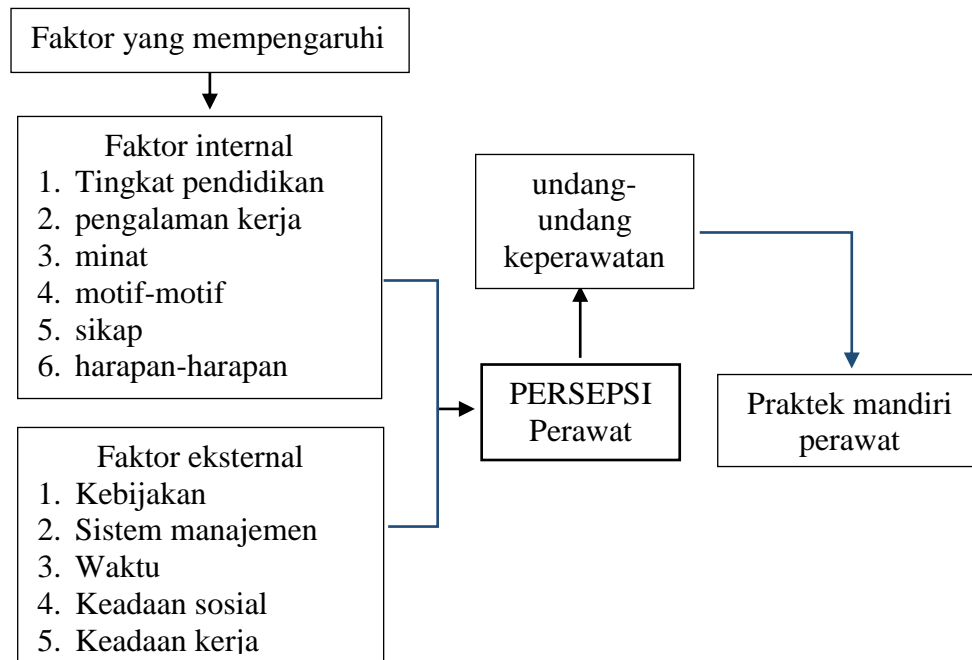 Faktor yang mempengaruhi
Faktor internal
1. Tingkat pendidikan
2. pengalaman kerja
3. minat
4. motif-motif
5. sikap
6. harapan-harapan
Faktor eksternal
1. Kebijakan
2. Sistem manajemen
3. Waktu
4. Keadaan sosial
5. Keadaan kerja
undang-
undang
keperawatan
PERSEPSI
Perawat
Praktek mandiri
perawat